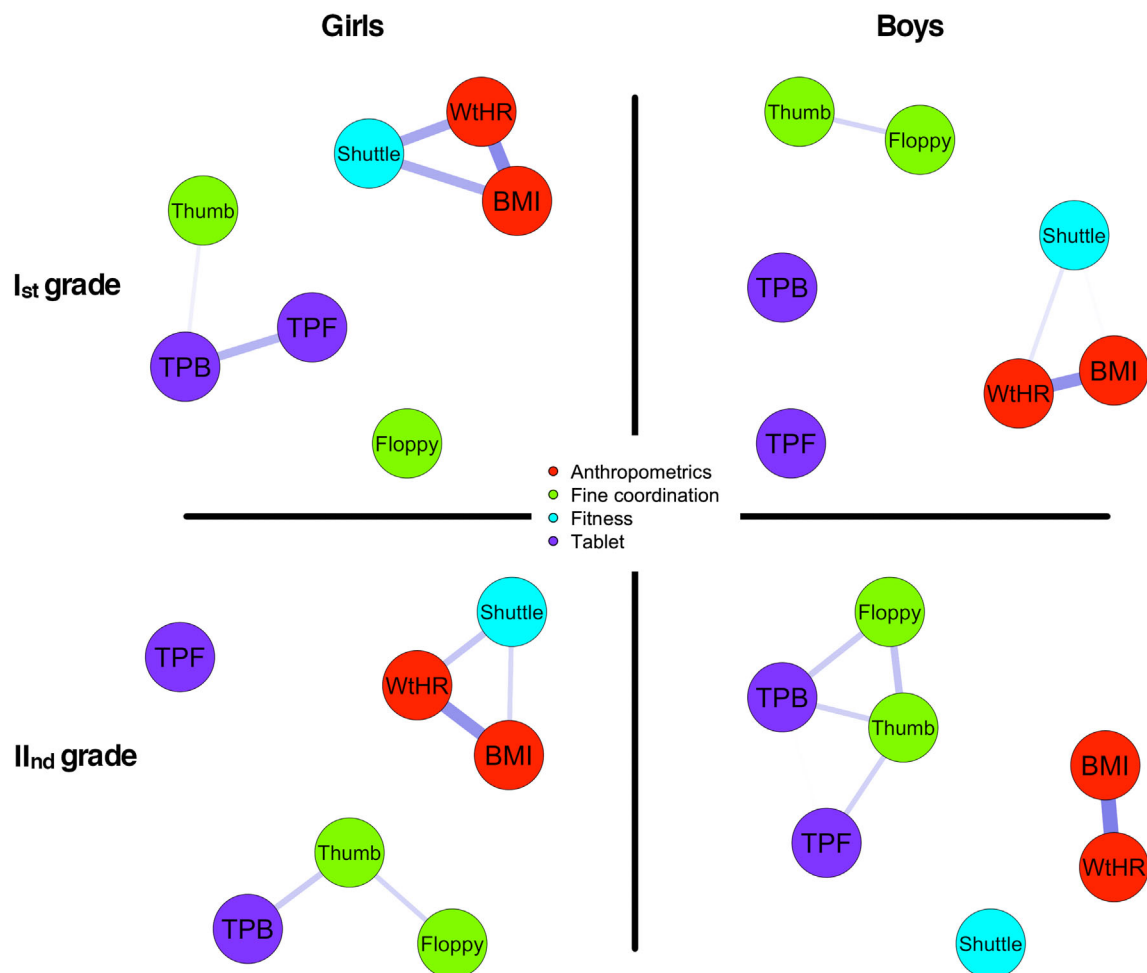 Girls
Boys
WtHR
Shuttle
BMI
Thumb
TPF
TPB
Floppy
Ist grade
Thumb
Floppy
Shuttle
TPB
BMI
WtHR
TPF
Anthropometrics
Fine coordination
Fitness
Tablet
IInd grade
Shuttle
TPF
WtHR
BMI
Thumb
TPB
Floppy
Floppy
TPB
Thumb
BMI
TPF
WtHR
Shuttle